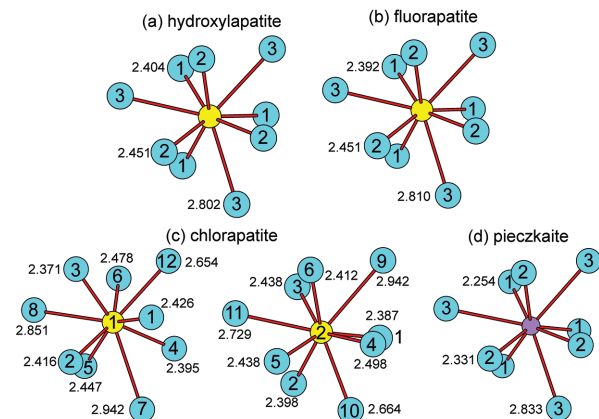 (a) hydroxylapatite
(b) fluorapatite
2.404 1 2 3
3 1
2.451 2 1 2
2.802 3
2.392 1 2 3
3 1
2.451 2 1 2
2.810 3
(c) chlorapatite
(d) pieczkaite
2.478 12 2.654
2.371 3 6
8 1 1 2.426
2.851
2.416 2 5 4 2.395
2.447
2.942 7
6 2.412 9 2.942
2.438 3
11 2 2.387 1
2.729 4
2.438 5 2.498
2 2.398
10 2.664
2.254 1 2 3
3 1
2.331 2 1 2
2.833 3